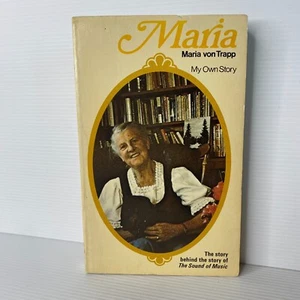 Maria
Maria von Trapp
My Own Story
The story
behind the story of
The Sound of Music